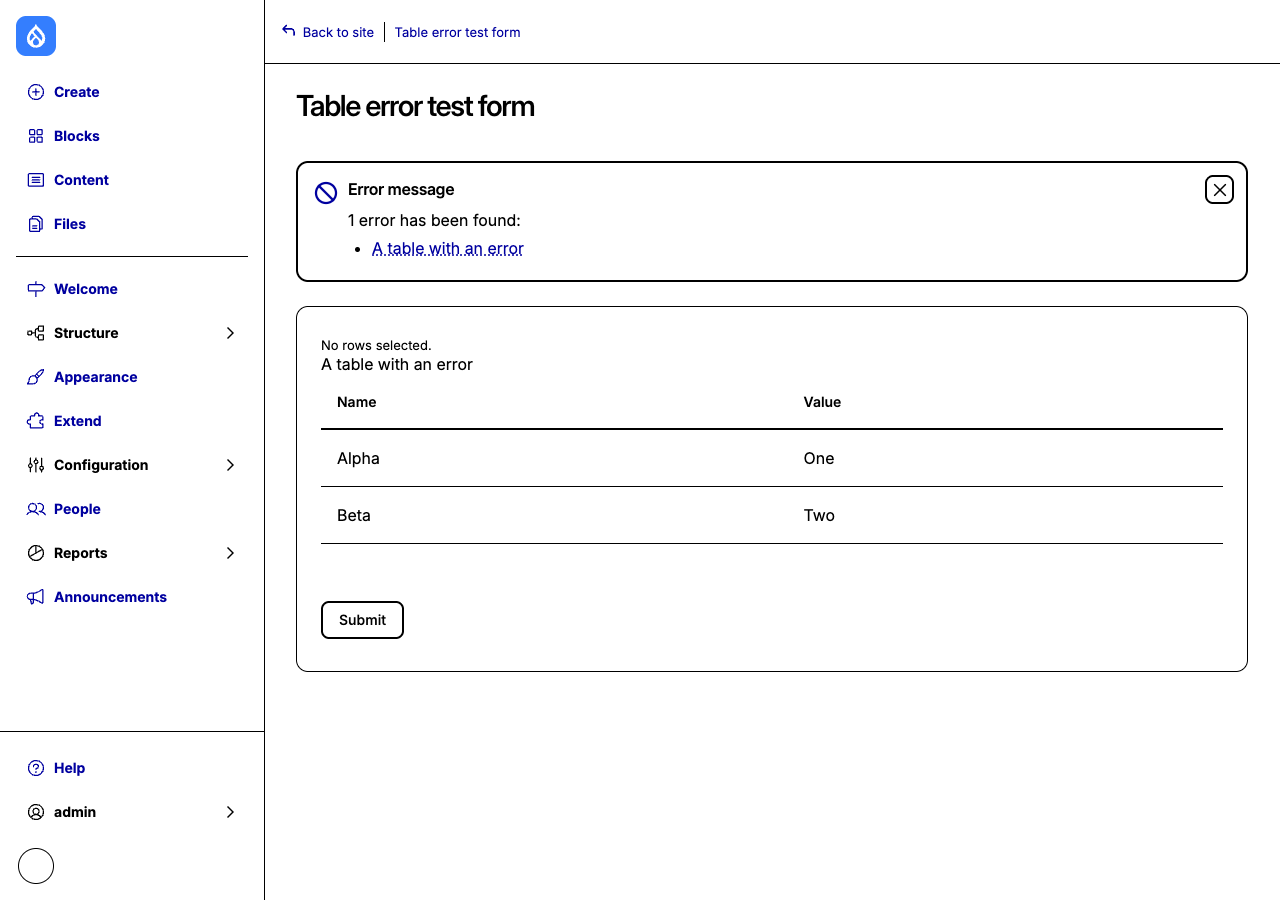 Back to site
Table error test form
Create
Blocks
Content
Files
Welcome
Structure
Appearance
Extend
Configuration
People
Reports
Announcements
Help
admin
Table error test form
Error message
1 error has been found:
A table with an error
No rows selected.
A table with an error
Name Value
Alpha One
Beta Two
Submit